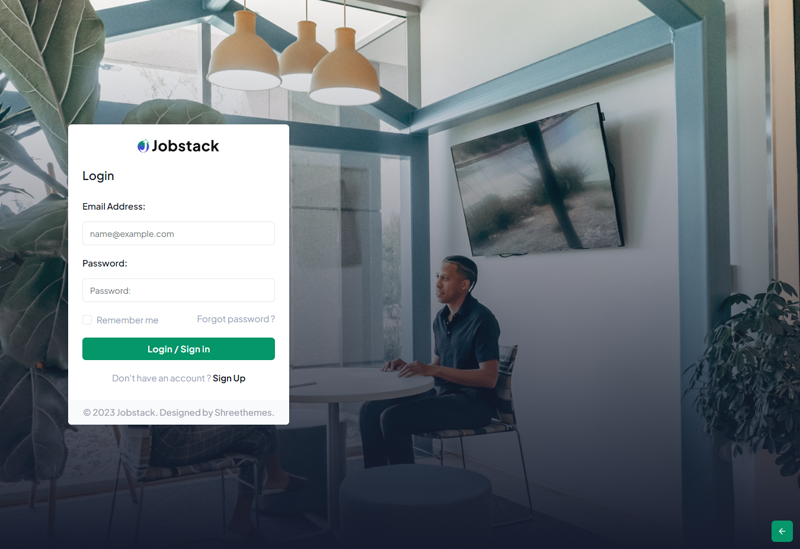 Jobstack
Login
Email Address:
name@example.com
Password:
Password:
Remember me
Forgot password ?
Login / Sign in
Don't have an account ? Sign Up
© 2023 Jobstack. Designed by Shreethemes.